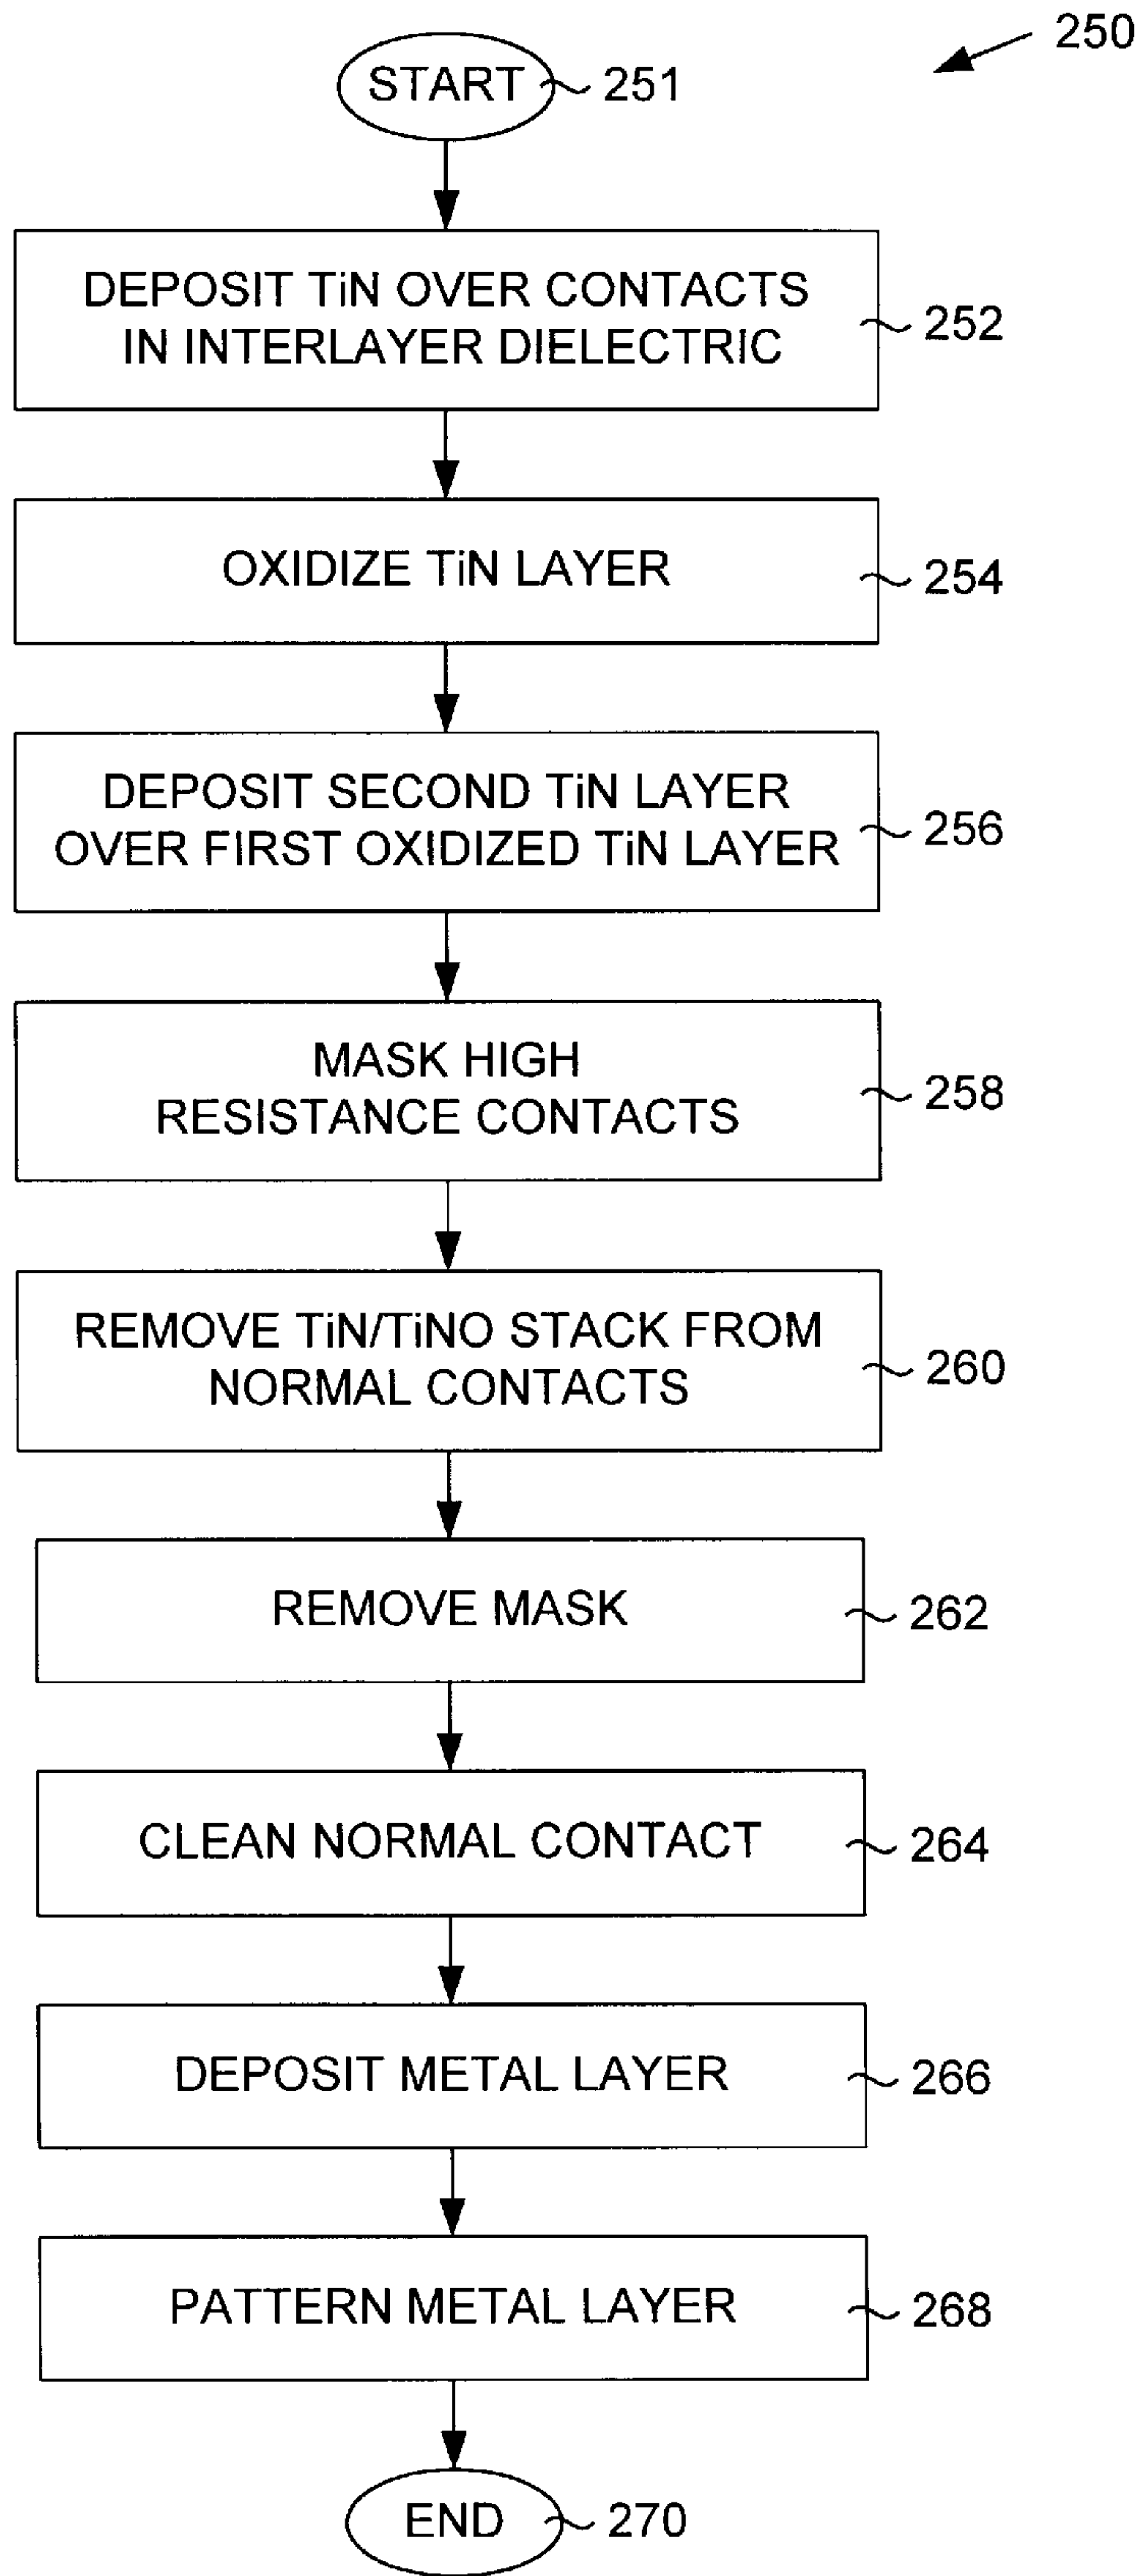 250
START 251
DEPOSIT TiN OVER CONTACTS
IN INTERLAYER DIELECTRIC
252
OXIDIZE TiN LAYER
254
DEPOSIT SECOND TiN LAYER
OVER FIRST OXIDIZED TiN LAYER
256
MASK HIGH
RESISTANCE CONTACTS
258
REMOVE TiN/TiNO STACK FROM
NORMAL CONTACTS
260
REMOVE MASK
262
CLEAN NORMAL CONTACT
264
DEPOSIT METAL LAYER
266
PATTERN METAL LAYER
268
END 270